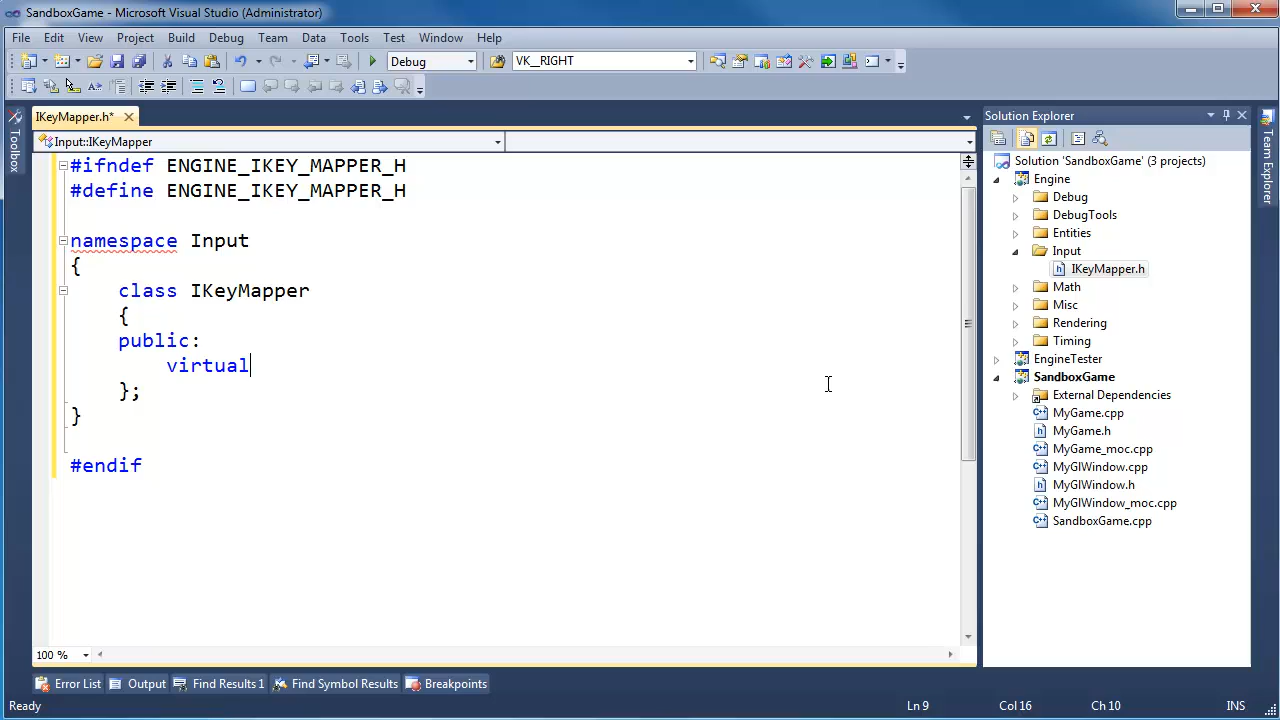 SandboxGame - Microsoft Visual Studio (Administrator)
File Edit View Project Build Debug Team Data Tools Test Window Help
Debug VK_RIGHT
IKeyMapper.h*
Input::IKeyMapper
#ifndef ENGINE_IKEY_MAPPER_H
#define ENGINE_IKEY_MAPPER_H
namespace Input
{
class IKeyMapper
{
public:
virtual
};
}
#endif
100 %
Toolbox
Solution Explorer
Solution 'SandboxGame' (3 projects)
Engine
Debug
DebugTools
Entities
Input
IKeyMapper.h
Math
Misc
Rendering
Timing
EngineTester
SandboxGame
External Dependencies
MyGame.cpp
MyGame.h
MyGame_moc.cpp
MyGlWindow.cpp
MyGlWindow.h
MyGlWindow_moc.cpp
SandboxGame.cpp
Team Explorer
Error List Output Find Results 1 Find Symbol Results Breakpoints
Ready Ln 9 Col 16 Ch 10 INS